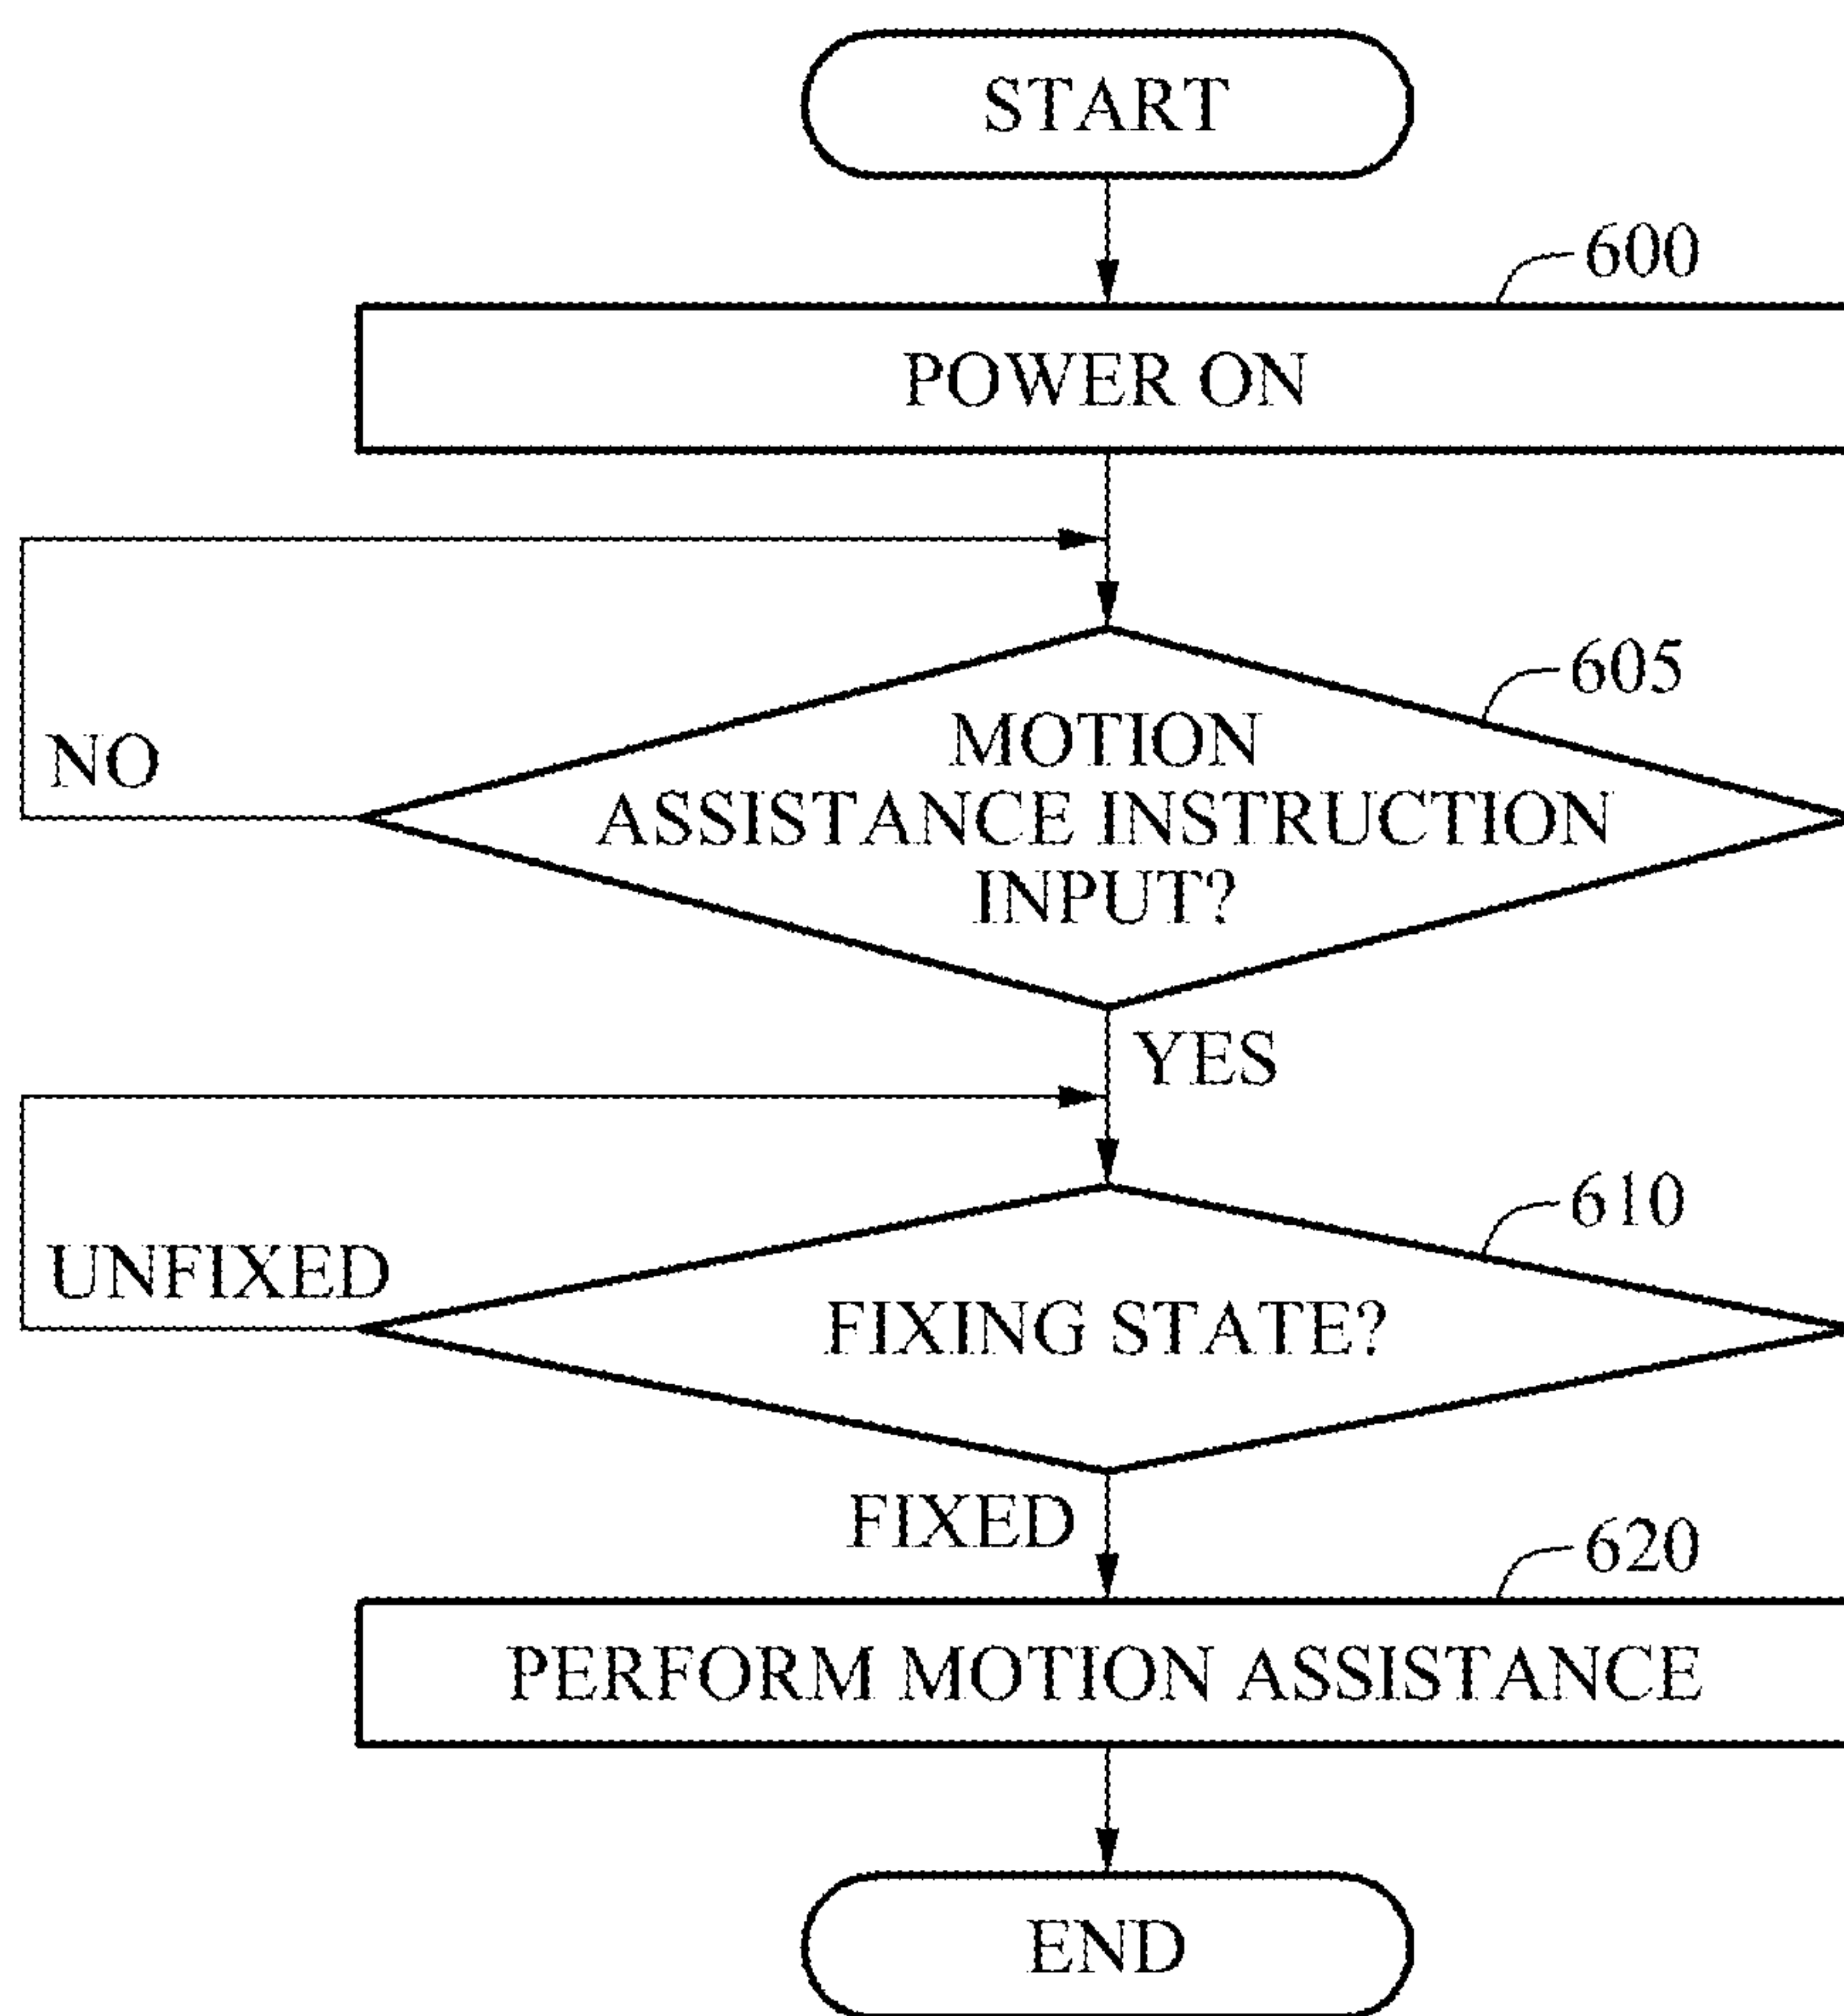 START
600
POWER ON
605
NO
MOTION
ASSISTANCE INSTRUCTION
INPUT?
YES
610
UNFIXED
FIXING STATE?
FIXED
620
PERFORM MOTION ASSISTANCE
END